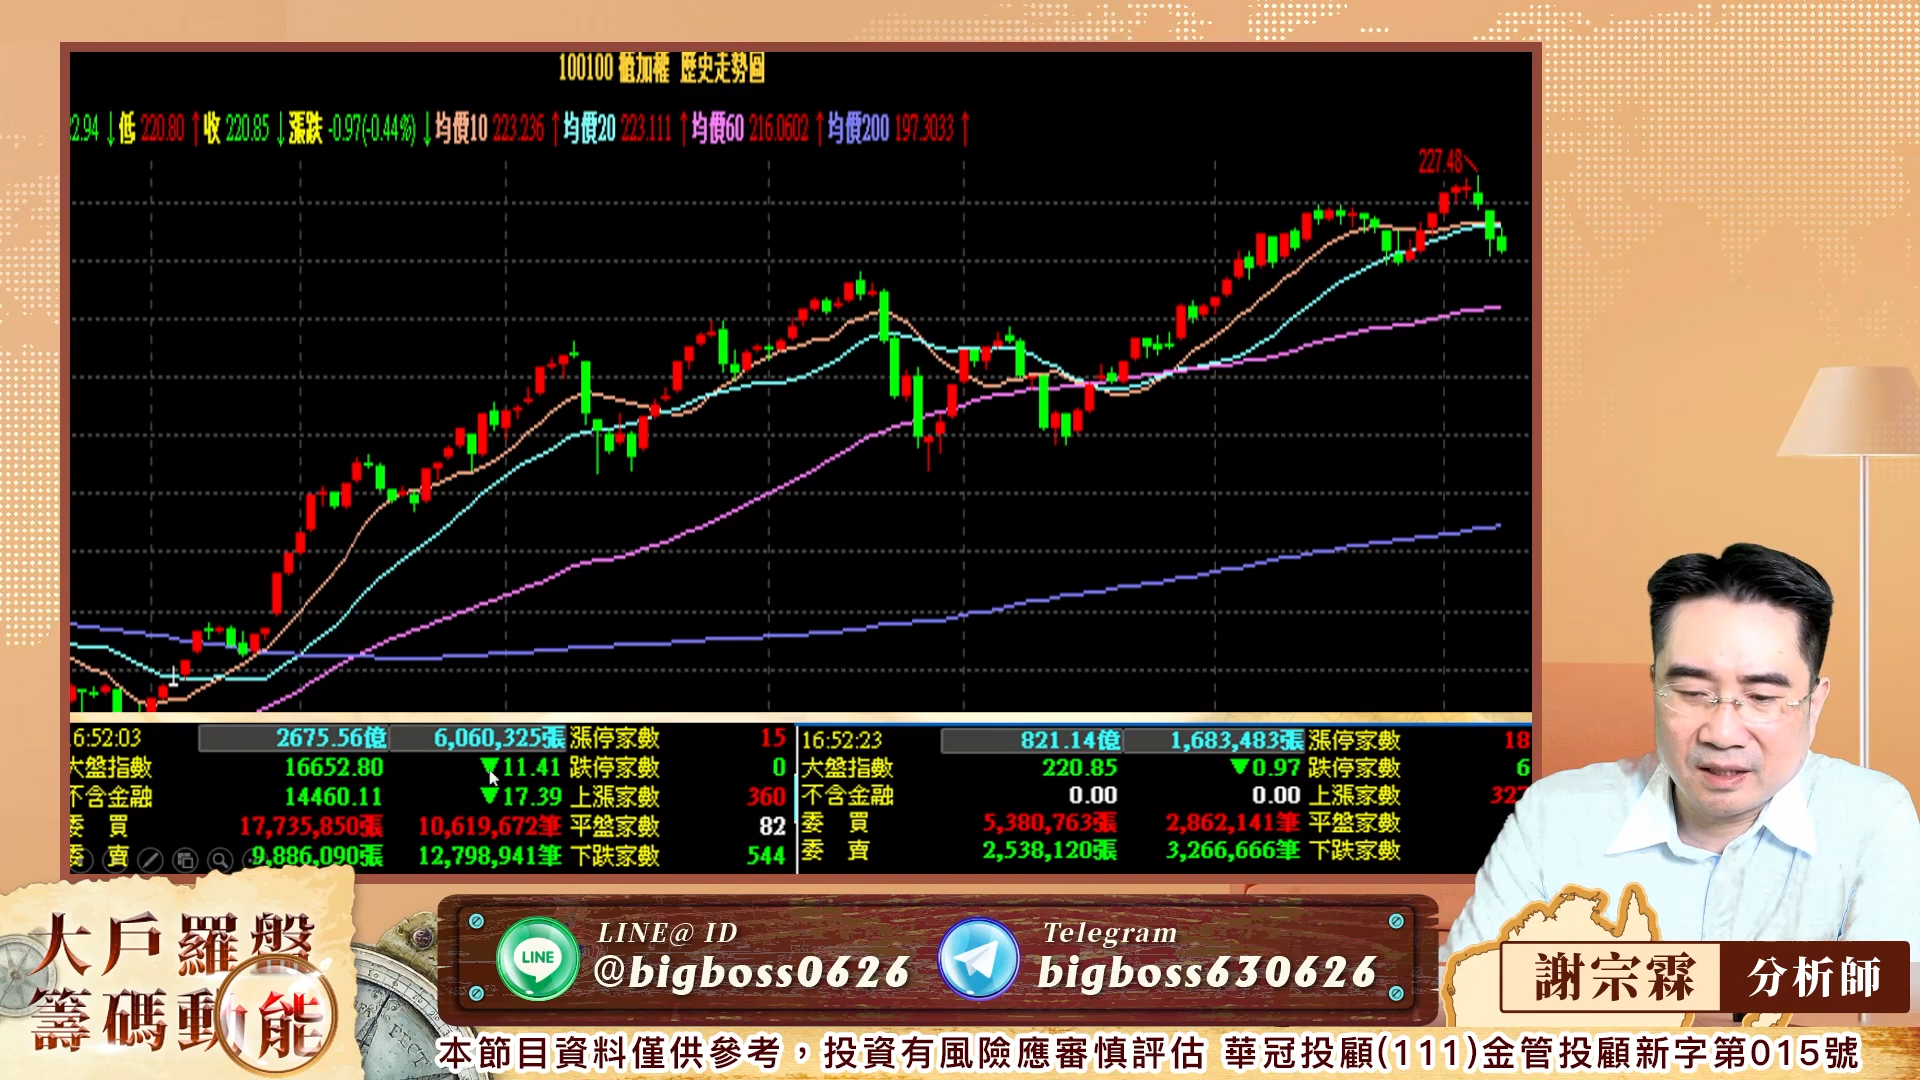 100100 櫃加權 歷史走勢圖
2.94 ↓ 低 220.80 ↑ 收 220.85 ↓ 漲跌 -0.97(-0.44%) ↓ 均價10 223.236 ↑ 均價20 223.111 ↑ 均價60 216.0602 ↑ 均價200 197.3033 ↑
227.48
6:52:03 2675.56億 6,060,325張 漲停家數 15
大盤指數 16652.80 ▼11.41 跌停家數 0
不含金融 14460.11 ▼17.39 上漲家數 360
委 買 17,735,850張 10,619,672筆 平盤家數 82
委 賣 9,886,090張 12,798,941筆 下跌家數 544
16:52:23 821.14億 1,683,483張 漲停家數 18
大盤指數 220.85 ▼0.97 跌停家數 6
不含金融 0.00 0.00 上漲家數 327
委 買 5,380,763張 2,862,141筆 平盤家數
委 賣 2,538,120張 3,266,666筆 下跌家數
大戶羅盤
籌碼動能
LINE
LINE@ ID
@bigboss0626
Telegram
bigboss630626
謝宗霖 分析師
本節目資料僅供參考，投資有風險應審慎評估 華冠投顧(111)金管投顧新字第015號